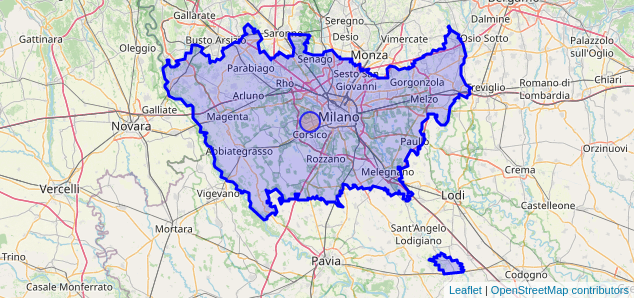 Gallarate
Seregno
Dalmine
Gattinara
Oleggio
Busto Arsizio
Saronno
Desio
Vimercate
Osio Sotto
Palazzolo
sull'Oglio
Senago
Monza
Parabiago
Rho
Sesto San
Giovanni
Gorgonzola
Treviglio
Romano di
Lombardia
Chiari
Galliate
Arluno
Melzo
Novara
Magenta
Milano
Corsico
Paullo
Orzinuovi
Abbiategrasso
Rozzano
Melegnano
Crema
Vercelli
Vigevano
Lodi
Castelleone
Mortara
Sant'Angelo
Lodigiano
Trino
Pavia
Codogno
Casale Monferrato
Leaflet | OpenStreetMap contributors